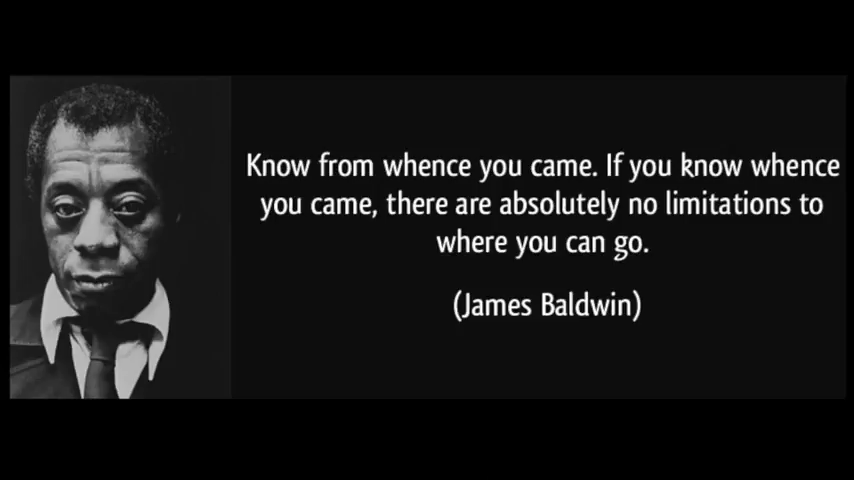 Know from whence you came. If you know whence
you came, there are absolutely no limitations to
where you can go.
(James Baldwin)